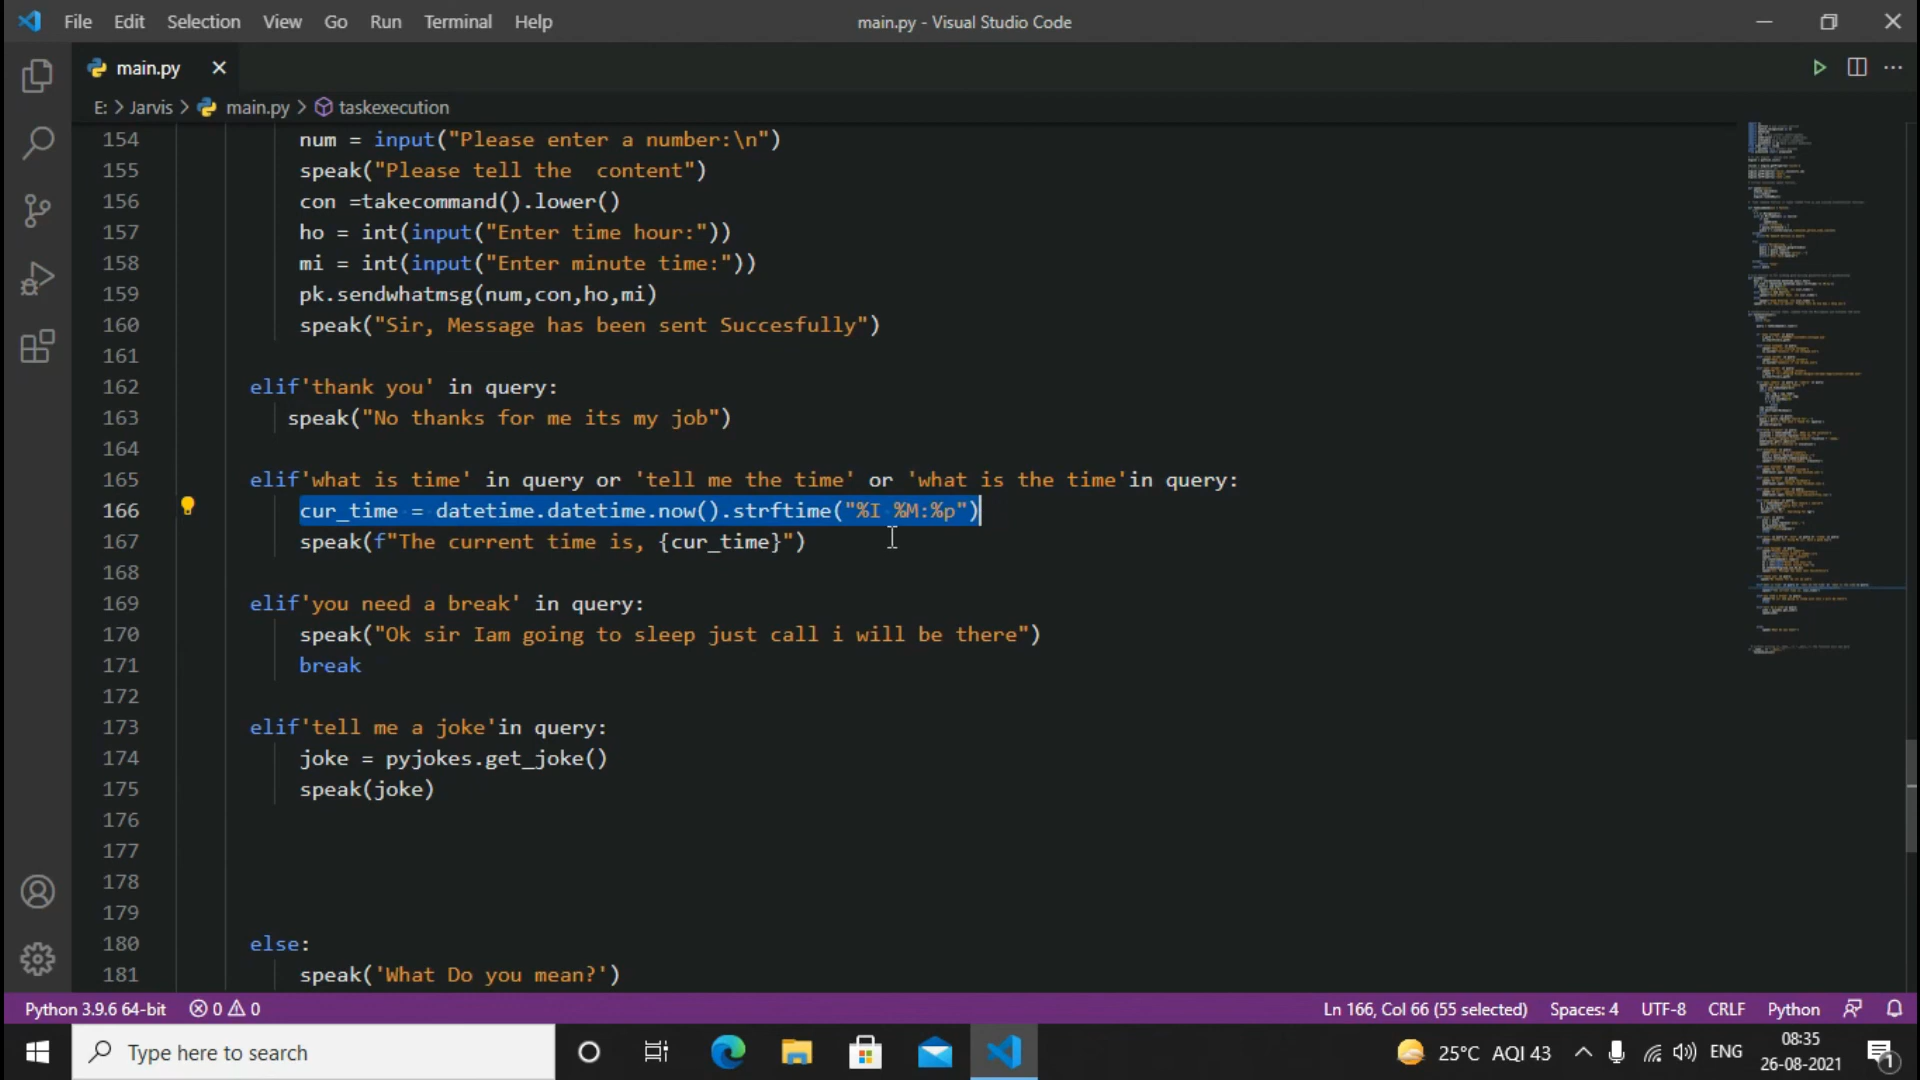 File Edit Selection View Go Run Terminal Help main.py - Visual Studio Code
main.py
E: > Jarvis > main.py > taskexecution
154 num = input("Please enter a number:\n")
155 speak("Please tell the  content")
156 con =takecommand().lower()
157 ho = int(input("Enter time hour:"))
158 mi = int(input("Enter minute time:"))
159 pk.sendwhatmsg(num,con,ho,mi)
160 speak("Sir, Message has been sent Succesfully")
161
162 elif'thank you' in query:
163 speak("No thanks for me its my job")
164
165 elif'what is time' in query or 'tell me the time' or 'what is the time'in query:
166 cur_time = datetime.datetime.now().strftime("%I %M:%p")
167 speak(f"The current time is, {cur_time}")
168
169 elif'you need a break' in query:
170 speak("Ok sir Iam going to sleep just call i will be there")
171 break
172
173 elif'tell me a joke'in query:
174 joke = pyjokes.get_joke()
175 speak(joke)
176
177
178
179
180 else:
181 speak('What Do you mean?')
Python 3.9.6 64-bit 0 0 Ln 166, Col 66 (55 selected) Spaces: 4 UTF-8 CRLF Python
Type here to search 25°C AQI 43 ENG 08:35
26-08-2021 1